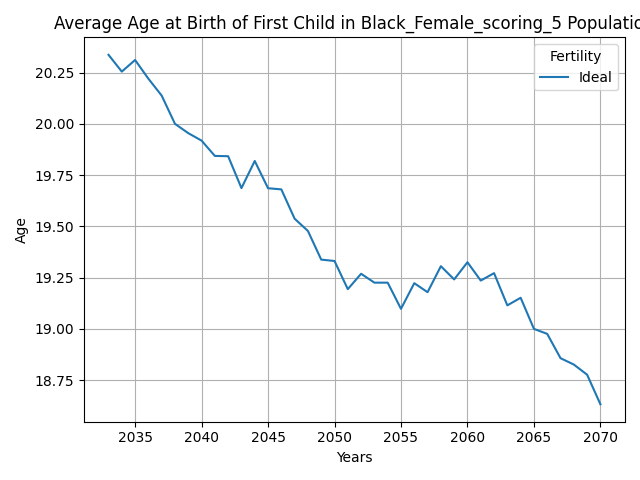 Average Age at Birth of First Child in Black_Female_scoring_5 Populatio
Fertility
Ideal
20.25
20.00
19.75
19.50
19.25
19.00
18.75
Age
2035 2040 2045 2050 2055 2060 2065 2070
Years